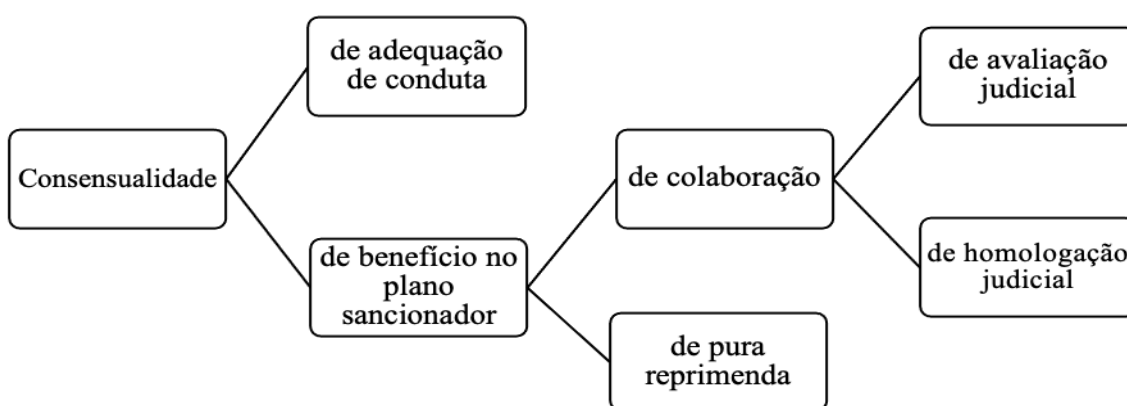 Consensualidade
de adequação
de conduta
de benefício no
plano
sancionador
de colaboração
de pura
reprimenda
de avaliação
judicial
de homologação
judicial